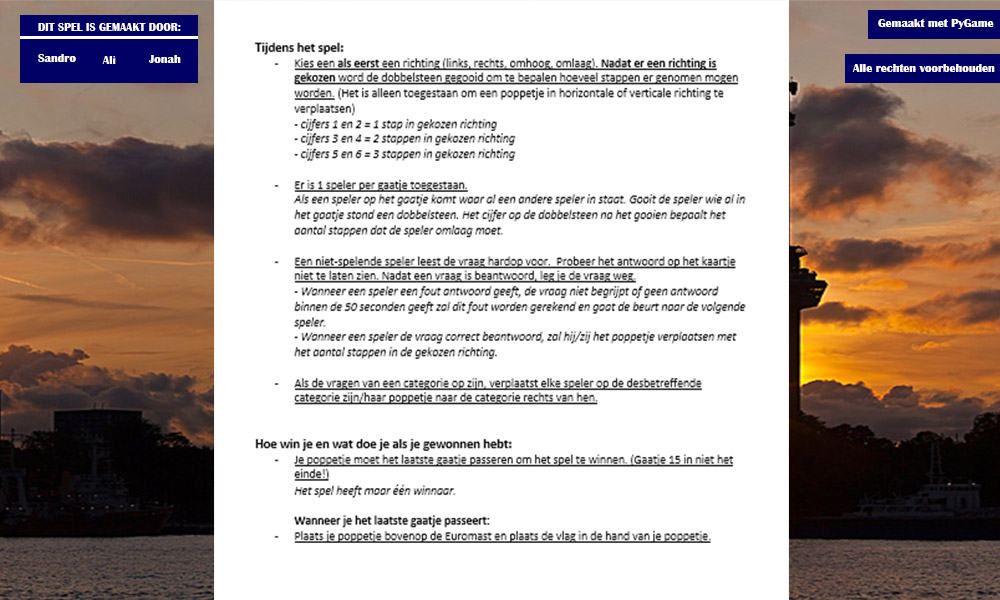 DIT SPEL IS GEMAAKT DOOR:
Sandro Ali Jonah
Gemaakt met PyGame
Alle rechten voorbehouden
Tijdens het spel:
- Kies een als eerst een richting (links, rechts, omhoog, omlaag). Nadat er een richting is
gekozen word de dobbelsteen gegooid om te bepalen hoeveel stappen er genomen mogen
worden. (Het is alleen toegestaan om een poppetje in horizontale of verticale richting te
verplaatsen)
- cijfers 1 en 2 = 1 stap in gekozen richting
- cijfers 3 en 4 = 2 stappen in gekozen richting
- cijfers 5 en 6 = 3 stappen in gekozen richting
- Er is 1 speler per gaatje toegestaan.
Als een speler op het gaatje komt waar al een andere speler in staat. Gooit de speler wie al in
het gaatje stond een dobbelsteen. Het cijfer op de dobbelsteen na het gooien bepaalt het
aantal stappen dat de speler omlaag moet.
- Een niet-spelende speler leest de vraag hardop voor. Probeer het antwoord op het kaartje
niet te laten zien. Nadat een vraag is beantwoord, leg je de vraag weg.
- Wanneer een speler een fout antwoord geeft, de vraag niet begrijpt of geen antwoord
binnen de 50 seconden geeft zal dit fout worden gerekend en gaat de beurt naar de volgende
speler.
- Wanneer een speler de vraag correct beantwoord, zal hij/zij het poppetje verplaatsen met
het aantal stappen in de gekozen richting.
- Als de vragen van een categorie op zijn, verplaatst elke speler op de desbetreffende
categorie zijn/haar poppetje naar de categorie rechts van hen.
Hoe win je en wat doe je als je gewonnen hebt:
- Je poppetje moet het laatste gaatje passeren om het spel te winnen. (Gaatje 15 in niet het
einde!)
Het spel heeft maar één winnaar.
Wanneer je het laatste gaatje passeert:
- Plaats je poppetje bovenop de Euromast en plaats de vlag in de hand van je poppetje.